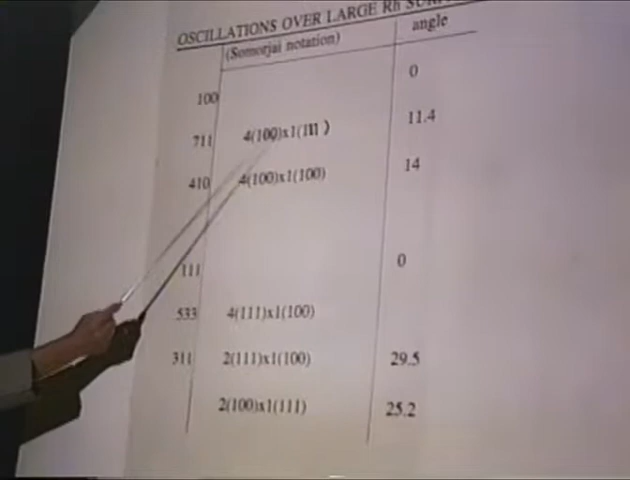 OSCILLATIONS OVER LARGE Rh
(Somorjai notation) angle
100 0
711 4(100)x1(111) 11.4
410 4(100)x1(100) 14
111 0
533 4(111)x1(100)
311 2(111)x1(100) 29.5
2(100)x1(111) 25.2